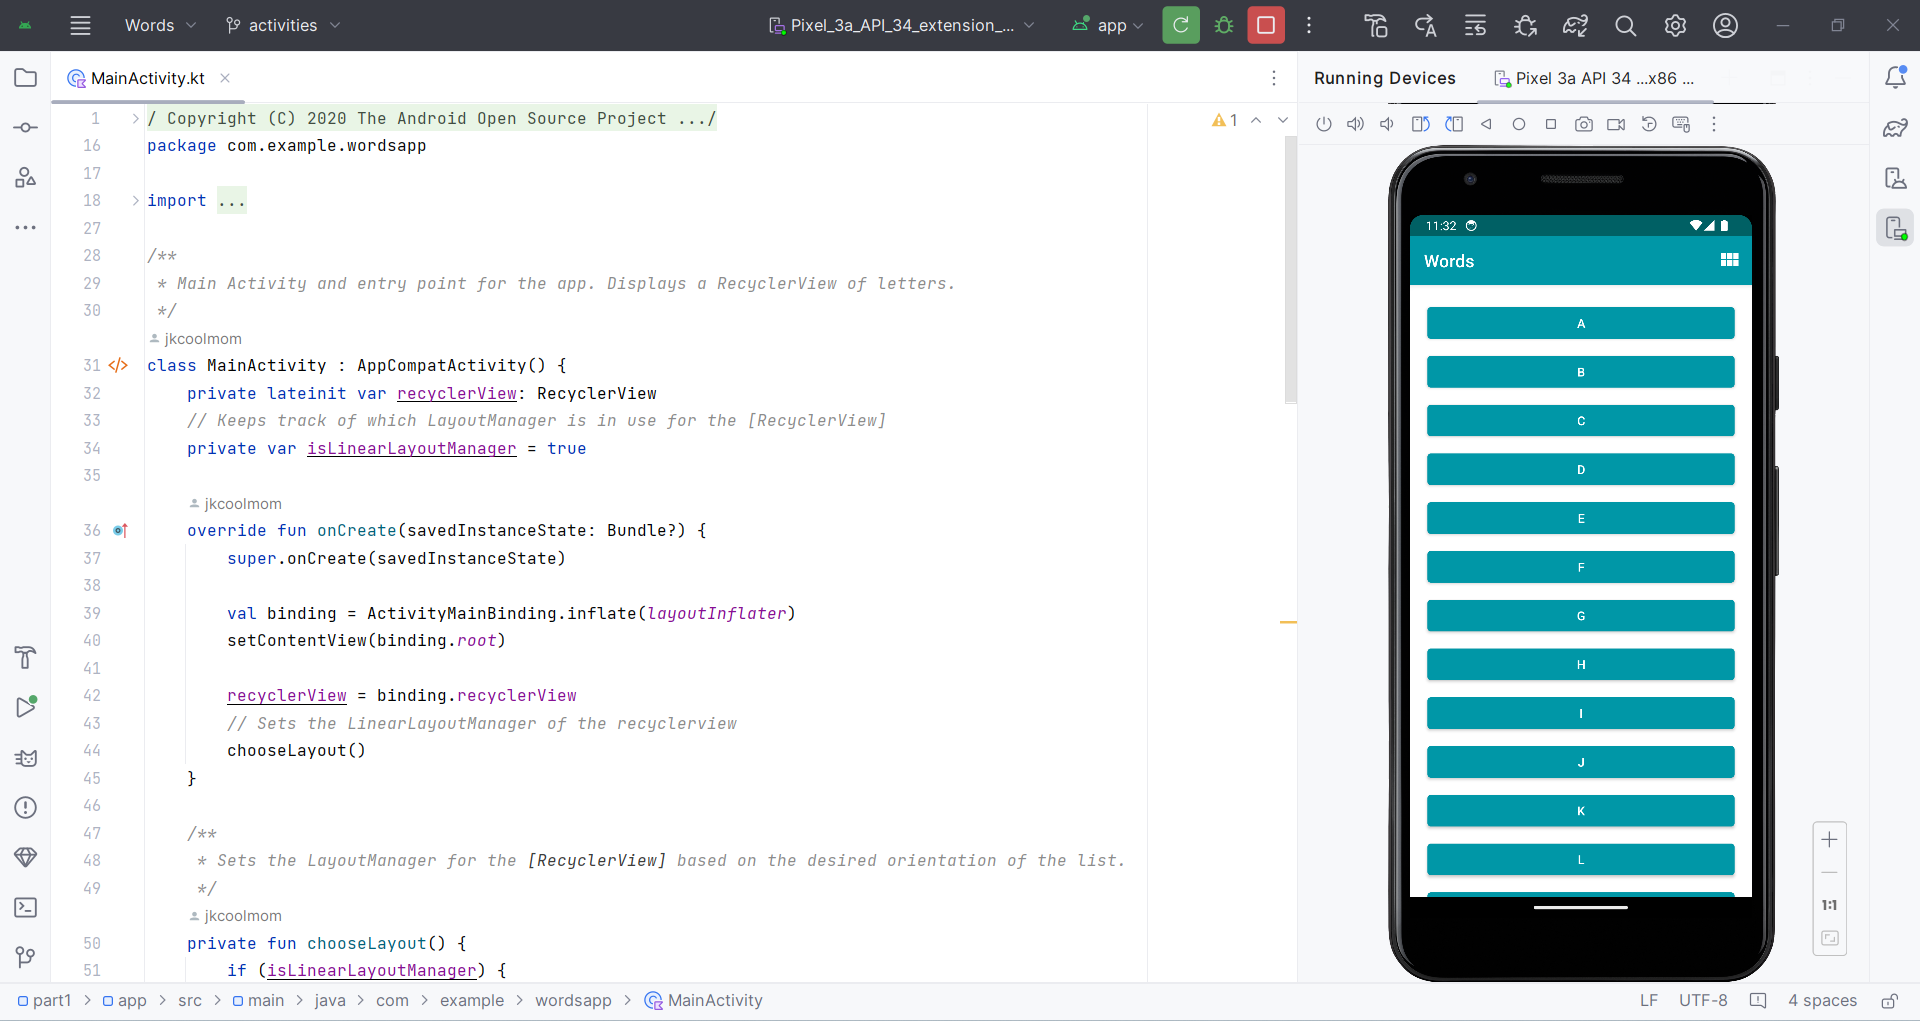 Words
activities
Pixel_3a_API_34_extension_...
app
MainActivity.kt
Running Devices
Pixel 3a API 34 ...x86 ...
1 / Copyright (C) 2020 The Android Open Source Project .../
1
16 package com.example.wordsapp
17
18 import ...
27
28 /**
29 * Main Activity and entry point for the app. Displays a RecyclerView of letters.
30 */
jkcoolmom
31 class MainActivity : AppCompatActivity() {
32 private lateinit var recyclerView: RecyclerView
33 // Keeps track of which LayoutManager is in use for the [RecyclerView]
34 private var isLinearLayoutManager = true
35
jkcoolmom
36 override fun onCreate(savedInstanceState: Bundle?) {
37 super.onCreate(savedInstanceState)
38
39 val binding = ActivityMainBinding.inflate(layoutInflater)
40 setContentView(binding.root)
41
42 recyclerView = binding.recyclerView
43 // Sets the LinearLayoutManager of the recyclerview
44 chooseLayout()
45 }
46
47 /**
48 * Sets the LayoutManager for the [RecyclerView] based on the desired orientation of the list.
49 */
jkcoolmom
50 private fun chooseLayout() {
51 if (isLinearLayoutManager) {
11:32
Words
A
B
C
D
E
F
G
H
I
J
K
L
1:1
part1 > app > src > main > java > com > example > wordsapp > MainActivity
LF UTF-8 4 spaces